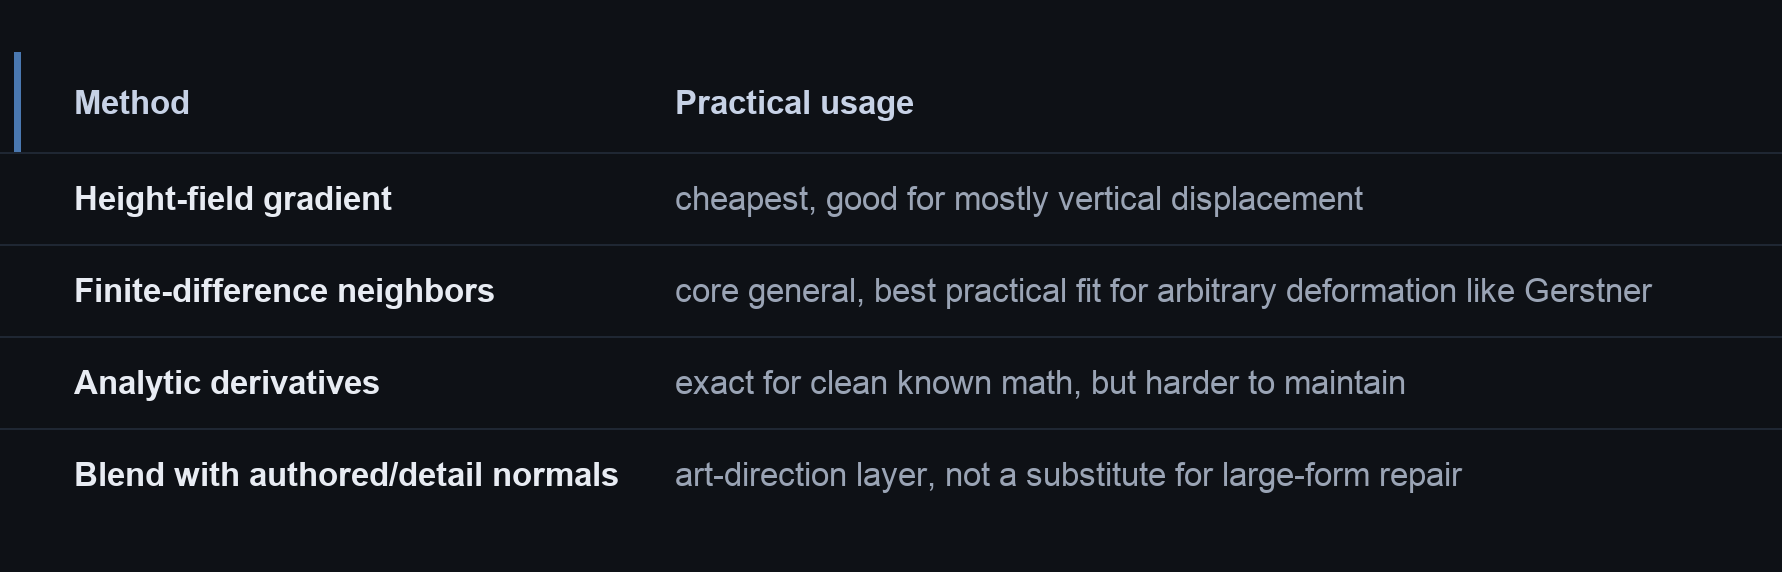 Method Practical usage
Height-field gradient cheapest, good for mostly vertical displacement
Finite-difference neighbors core general, best practical fit for arbitrary deformation like Gerstner
Analytic derivatives exact for clean known math, but harder to maintain
Blend with authored/detail normals art-direction layer, not a substitute for large-form repair